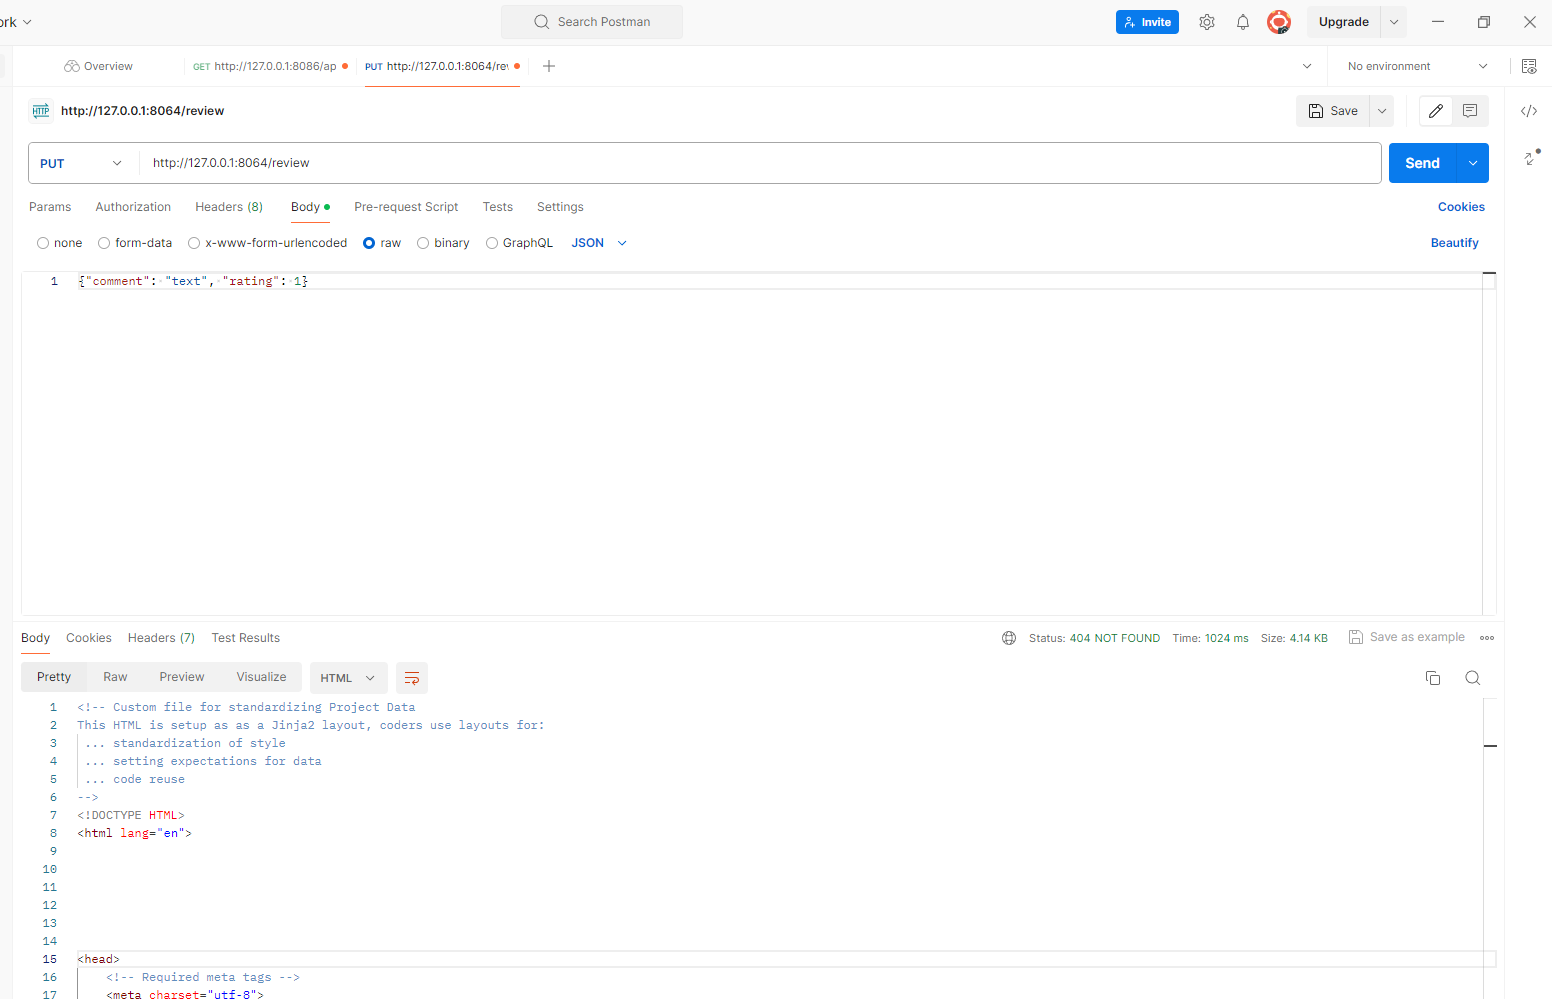 ork
Search Postman
Invite
Upgrade
Overview
GET http://127.0.0.1:8086/ap
PUT http://127.0.0.1:8064/rev
No environment
HTTP http://127.0.0.1:8064/review
Save
PUT http://127.0.0.1:8064/review
Send
Params Authorization Headers (8) Body Pre-request Script Tests Settings Cookies
none form-data x-www-form-urlencoded raw binary GraphQL JSON Beautify
1 {"comment": "text", "rating": 1}
Body Cookies Headers (7) Test Results Status: 404 NOT FOUND Time: 1024 ms Size: 4.14 KB Save as example
Pretty Raw Preview Visualize HTML
1 <!-- Custom file for standardizing Project Data
2 This HTML is setup as as a Jinja2 layout, coders use layouts for:
3 ... standardization of style
4 ... setting expectations for data
5 ... code reuse
6 -->
7 <!DOCTYPE HTML>
8 <html lang="en">
9
10
11
12
13
14
15 <head>
16 <!-- Required meta tags -->
17 <meta charset="utf-8">